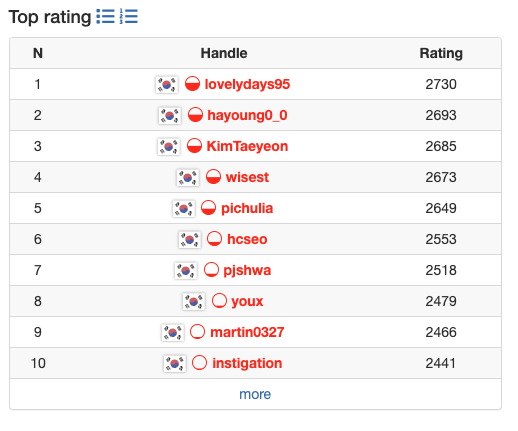 Top rating
N Handle Rating
1 lovelydays95 2730
2 hayoung0_0 2693
3 KimTaeyeon 2685
4 wisest 2673
5 pichulia 2649
6 hcseo 2553
7 pjshwa 2518
8 youx 2479
9 martin0327 2466
10 instigation 2441
more